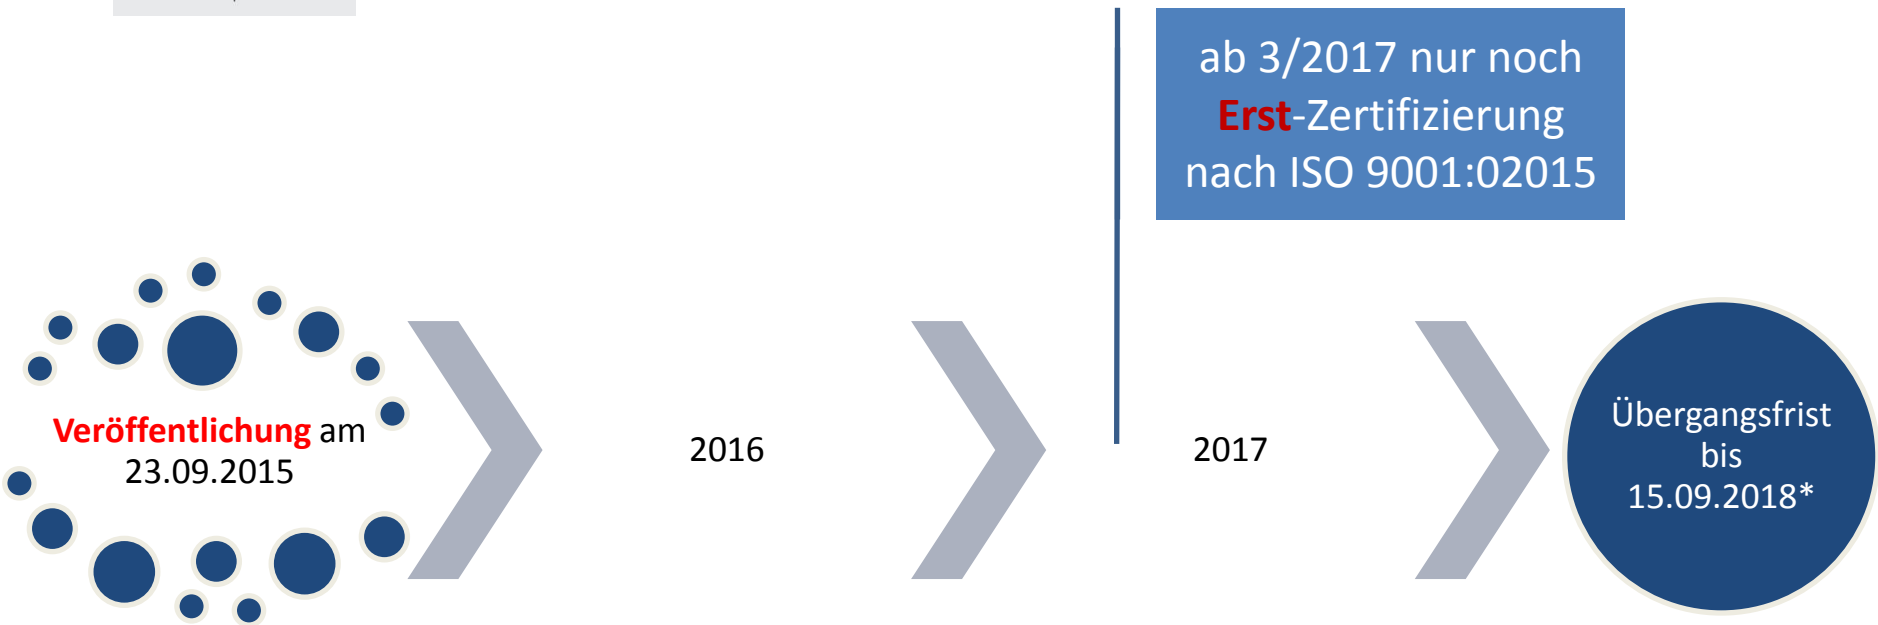 ab 3/2017 nur noch
Erst-Zertifizierung
nach ISO 9001:02015
Veröffentlichung am
23.09.2015
2016
2017
Übergangsfrist
bis
15.09.2018*